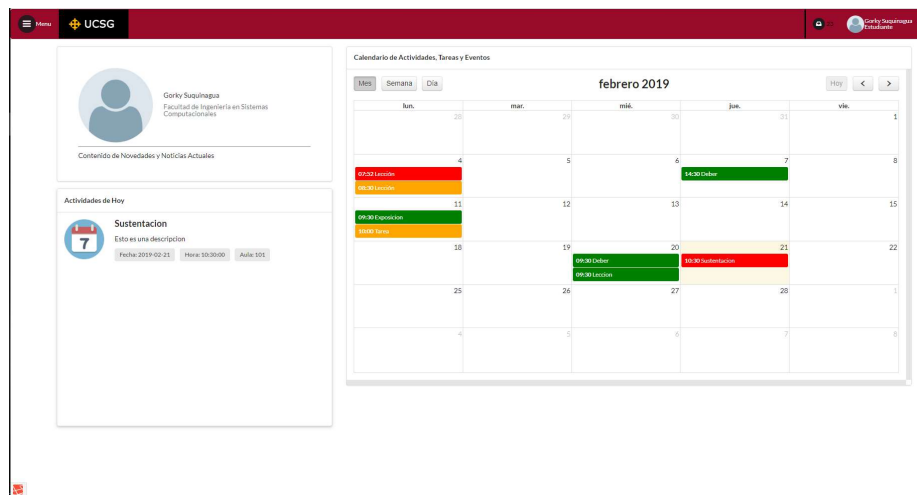 Menu
UCSG
Gorky Suquinagua
Estudiante
Gorky Suquinagua
Facultad de Ingenieria en Sistemas
Computacionales
Contenido de Novedades y Noticias Actuales
Actividades de Hoy
7
Sustentacion
Esto es una descripcion
Fecha: 2019-02-21 Hora: 10:30:00 Aula: 101
Calendario de Actividades, Tareas y Eventos
Mes Semana Día
febrero 2019
Hoy < >
lun. mar. mié. jue. vie.
28 29 30 31 1
4 5 6 7 8
07:32 Lección
14:30 Deber
08:30 Lección
11 12 13 14 15
09:30 Exposicion
10:00 Tarea
18 19 20 21 22
09:30 Deber
10:30 Sustentacion
09:30 Leccion
25 26 27 28 1
4 5 6 7 8